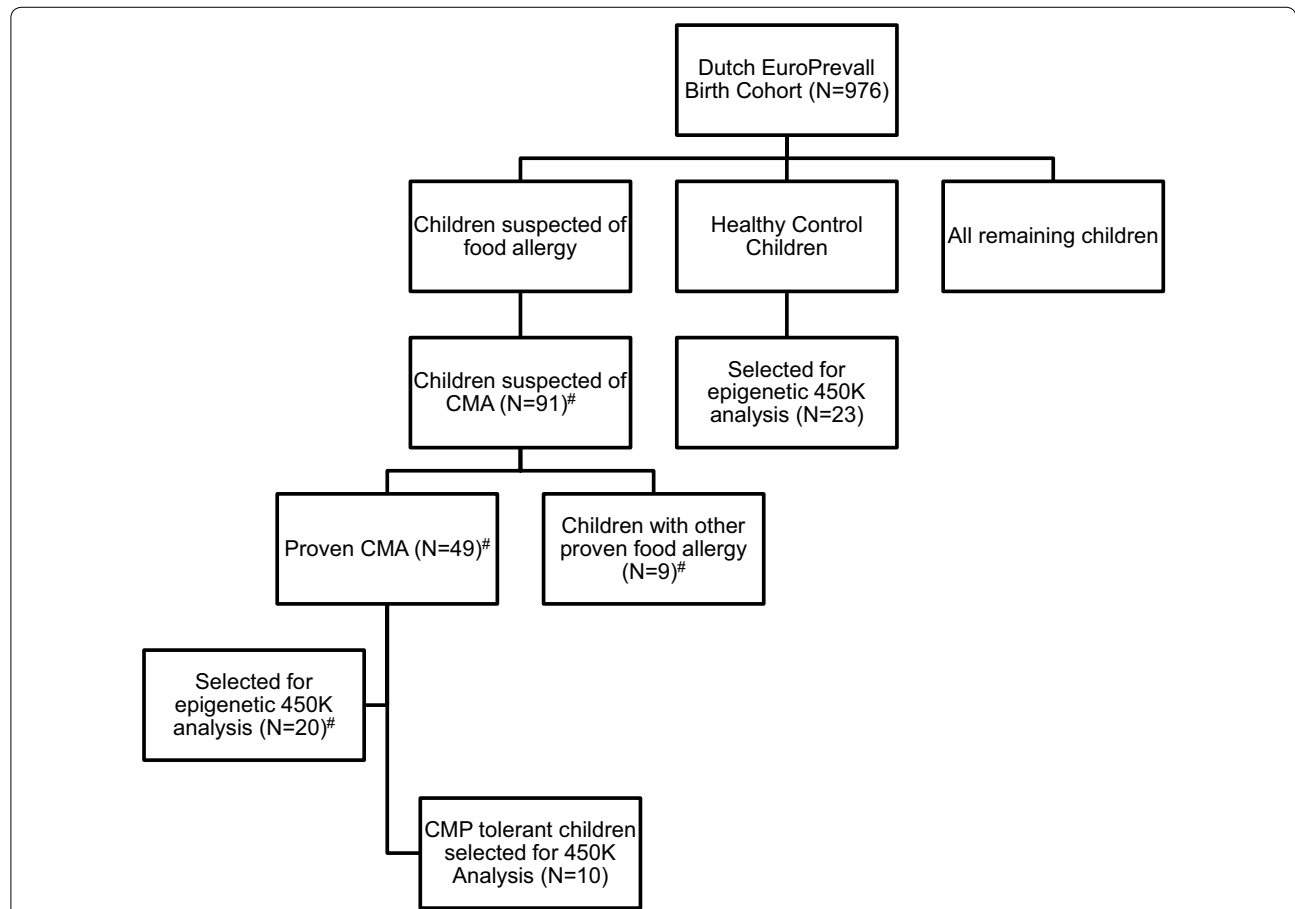 Dutch EuroPrevall
Birth Cohort (N=976)
Children suspected of
food allergy
Healthy Control
Children
All remaining children
Children suspected of
CMA (N=91)#
Selected for
epigenetic 450K
analysis (N=23)
Proven CMA (N=49)#
Children with other
proven food allergy
(N=9)#
Selected for
epigenetic 450K
analysis (N=20)#
CMP tolerant children
selected for 450K
Analysis (N=10)